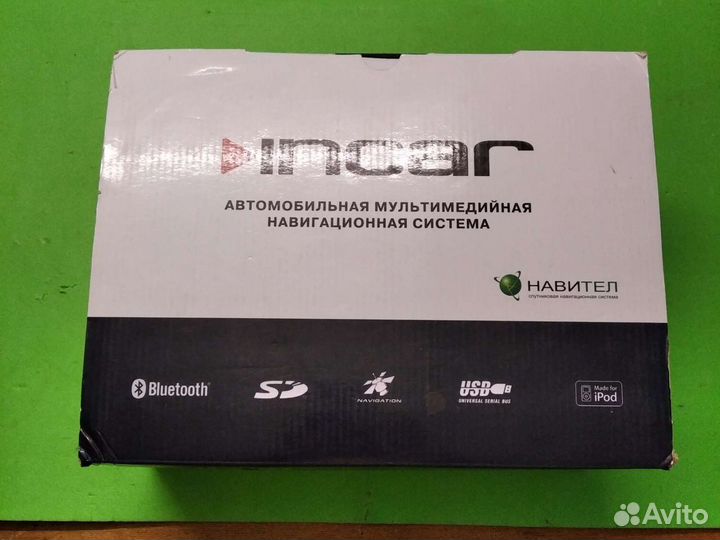 incar
АВТОМОБИЛЬНАЯ МУЛЬТИМЕДИЙНАЯ
НАВИГАЦИОННАЯ СИСТЕМА
НАВИТЕЛ
спутниковая навигационная система
Bluetooth
SD
NAVIGATION
USB
UNIVERSAL SERIAL BUS
Made for
iPod
Avito